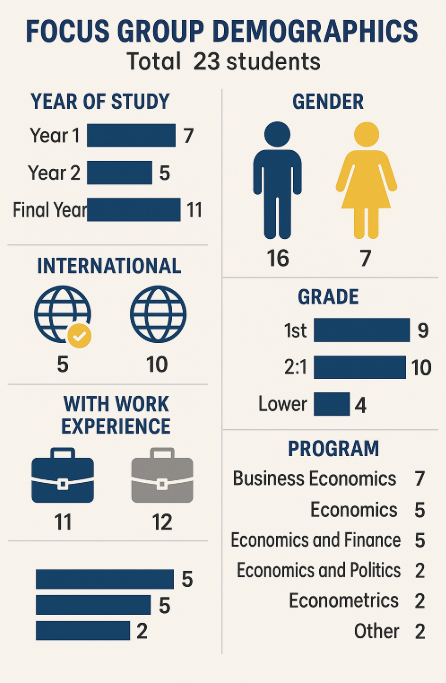 FOCUS GROUP DEMOGRAPHICS
Total 23 students
YEAR OF STUDY
Year 1 7
Year 2 5
Final Year 11
INTERNATIONAL
5 10
WITH WORK
EXPERIENCE
11 12
5
5
2
GENDER
16 7
GRADE
1st 9
2:1 10
Lower 4
PROGRAM
Business Economics 7
Economics 5
Economics and Finance 5
Economics and Politics 2
Econometrics 2
Other 2